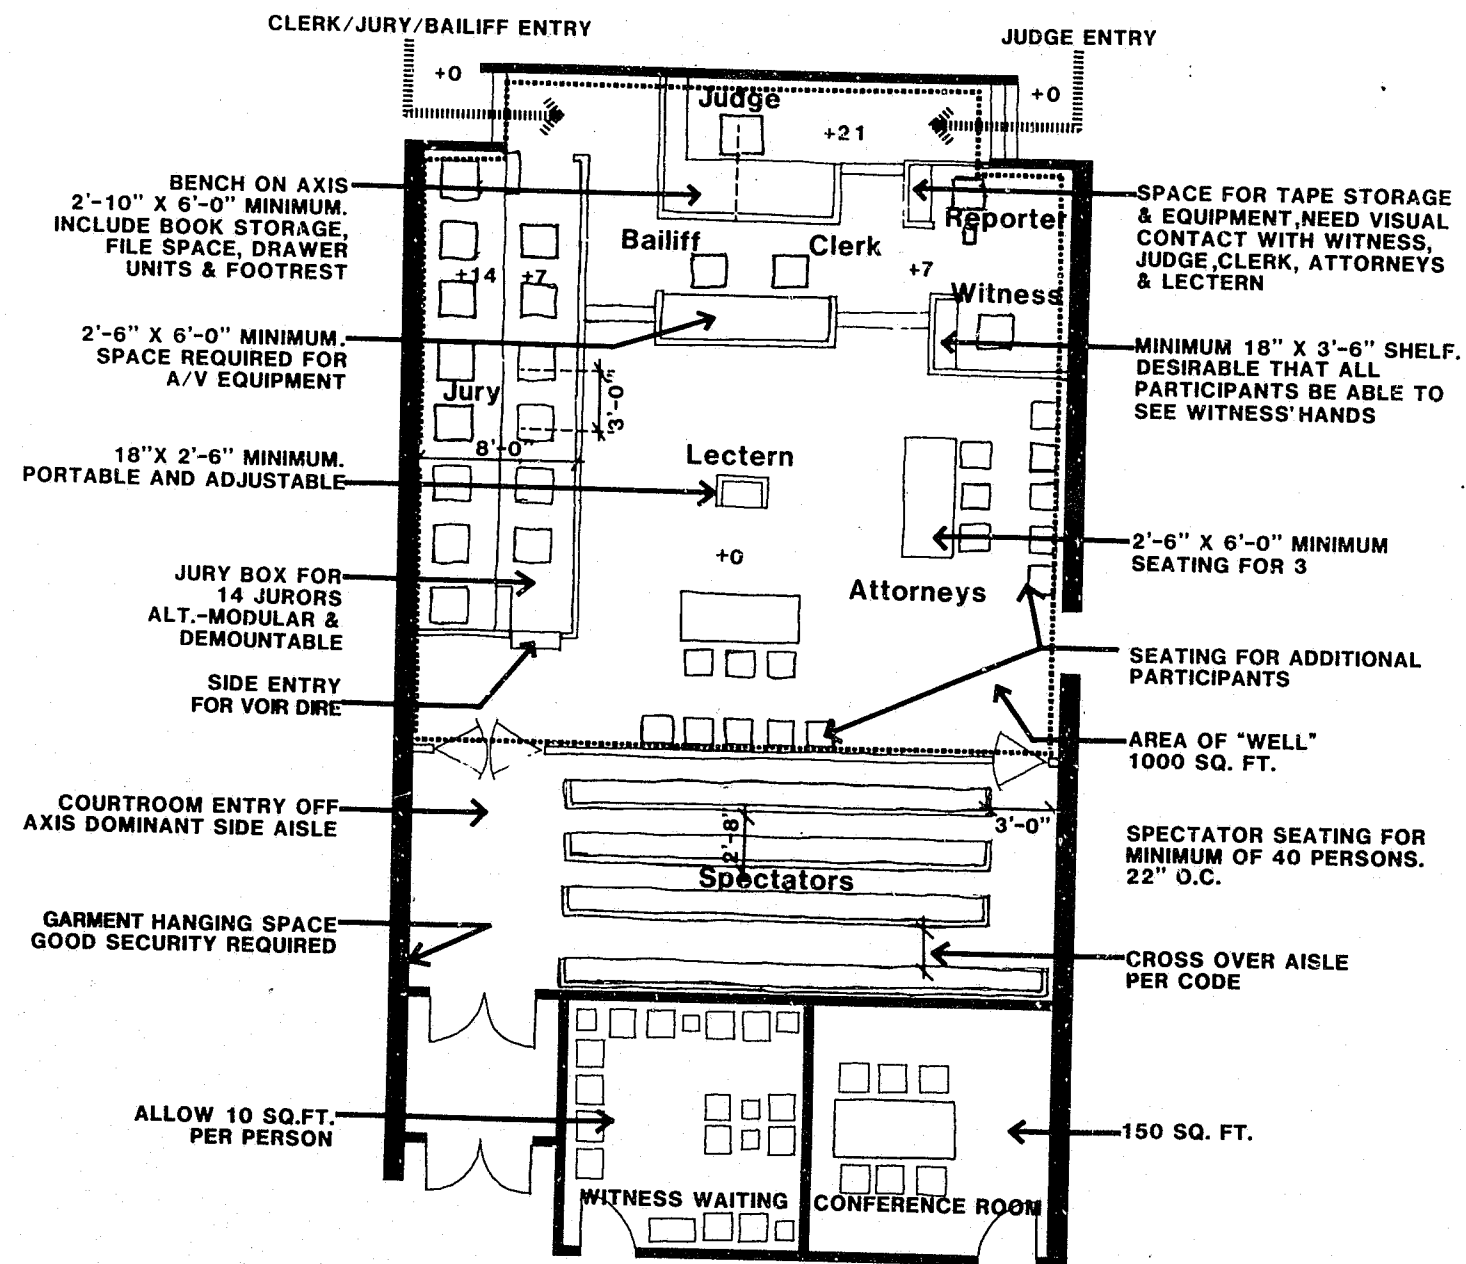 CLERK/JURY/BAILIFF ENTRY
JUDGE ENTRY
+0
+0
Judge
+21
BENCH ON AXIS
2'-10" X 6'-0" MINIMUM.
INCLUDE BOOK STORAGE,
FILE SPACE, DRAWER
UNITS & FOOTREST
SPACE FOR TAPE STORAGE
& EQUIPMENT,NEED VISUAL
CONTACT WITH WITNESS,
JUDGE,CLERK, ATTORNEYS
& LECTERN
Reporter
Bailiff
Clerk
+14
+7
+7
Witness
2'-6" X 6'-0" MINIMUM.
SPACE REQUIRED FOR
A/V EQUIPMENT
MINIMUM 18" X 3'-6" SHELF.
DESIRABLE THAT ALL
PARTICIPANTS BE ABLE TO
SEE WITNESS' HANDS
Jury
3'-0"
8'-0"
18"X 2'-6" MINIMUM.
PORTABLE AND ADJUSTABLE
Lectern
+0
2'-6" X 6'-0" MINIMUM
SEATING FOR 3
Attorneys
JURY BOX FOR
14 JURORS
ALT.-MODULAR &
DEMOUNTABLE
SEATING FOR ADDITIONAL
PARTICIPANTS
SIDE ENTRY
FOR VOIR DIRE
AREA OF "WELL"
1000 SQ. FT.
COURTROOM ENTRY OFF
AXIS DOMINANT SIDE AISLE
3'-0"
2'-8"
SPECTATOR SEATING FOR
MINIMUM OF 40 PERSONS.
22" O.C.
Spectators
GARMENT HANGING SPACE
GOOD SECURITY REQUIRED
CROSS OVER AISLE
PER CODE
ALLOW 10 SQ.FT.
PER PERSON
150 SQ. FT.
WITNESS WAITING
CONFERENCE ROOM